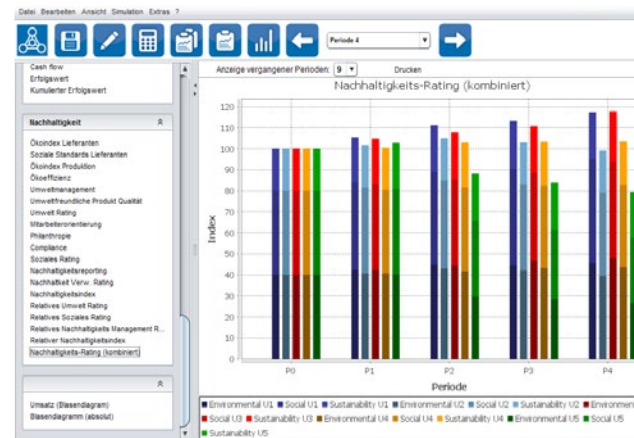 Datei Bearbeiten Ansicht Simulation Extras ?
Periode 4
Cash flow
Erfolgswert
Kumulierter Erfolgswert
Nachhaltigkeit
Ökoindex Lieferanten
Soziale Standards Lieferanten
Ökoindex Produktion
Ökoeffizienz
Umweltmanagement
Umweltfreundliche Produkt Qualität
Umwelt Rating
Mitarbeiterorientierung
Philanthropie
Compliance
Soziales Rating
Nachhaltigkeitsreporting
Nachhaltkeit Verw. Rating
Nachhaltigkeitsindex
Relatives Umwelt Rating
Relatives Soziales Rating
Relatives Nachhaltigkeits Management R...
Relativer Nachhaltigkeitsindex
Nachhaltigkeits-Rating (kombiniert)
Umsatz (Blasendiagram)
Blasendiagramm (absolut)
Anzeige vergangener Perioden: 9 Drucken
Nachhaltigkeits-Rating (kombiniert)
Index
120
110
100
90
80
70
60
50
40
30
20
10
0
P0 P1 P2 P3 P4
Periode
Environmental U1 Social U1 Sustainability U1 Environmental U2 Social U2 Sustainability U2 Environmen
Social U3 Sustainability U3 Environmental U4 Social U4 Sustainability U4 Environmental U5 Social U5
Sustainability U5